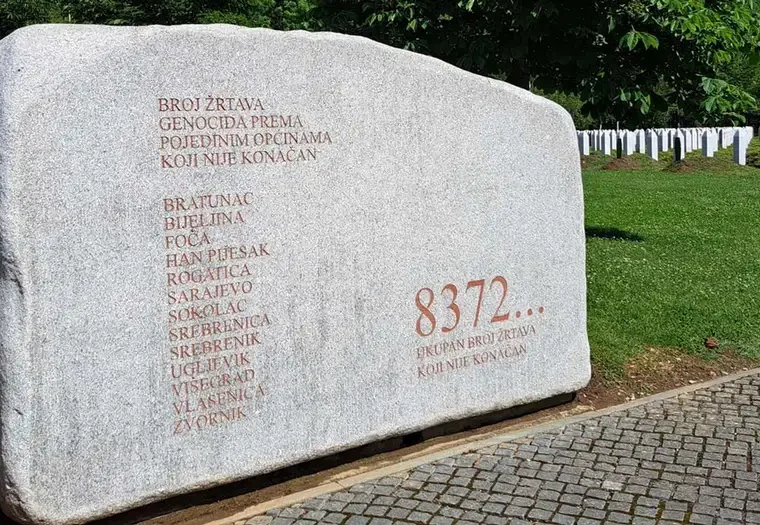 BROJ ŽRTAVA
GENOCIDA PREMA
POJEDINIM OPĆINAMA
KOJI NIJE KONAČAN
BRATUNAC
BIJELJINA
FOČA
HAN PIJESAK
ROGATICA
SARAJEVO
SOKOLAC
SREBRENICA
SREBRENIK
UGLJEVIK
VIŠEGRAD
VLASENICA
ZVORNIK
8372...
UKUPAN BROJ ŽRTAVA
KOJI NIJE KONAČAN